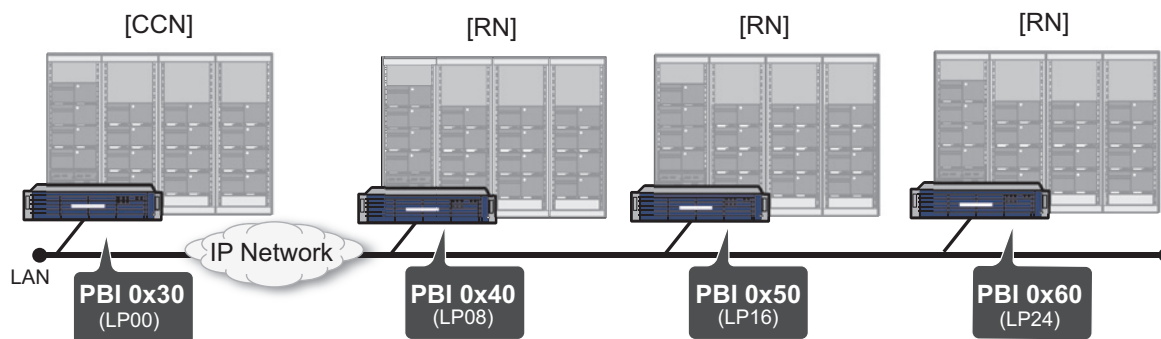 [CCN]
[RN]
[RN]
[RN]
IP Network
LAN
PBI 0x30
(LP00)
PBI 0x40
(LP08)
PBI 0x50
(LP16)
PBI 0x60
(LP24)